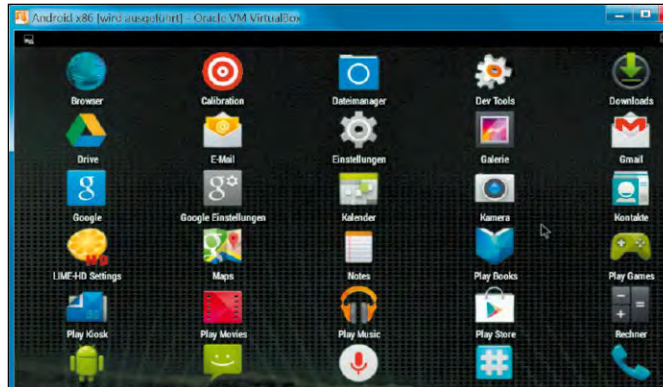 Android x86 [wird ausgeführt] - Oracle VM VirtualBox
Browser Calibration Dateimanager Dev Tools Downloads
Drive E-Mail Einstellungen Galerie Gmail
Google Google Einstellungen Kalender Kamera Kontakte
LIME-HD Settings Maps Notes Play Books Play Games
Play Kiosk Play Movies Play Music Play Store Rechner